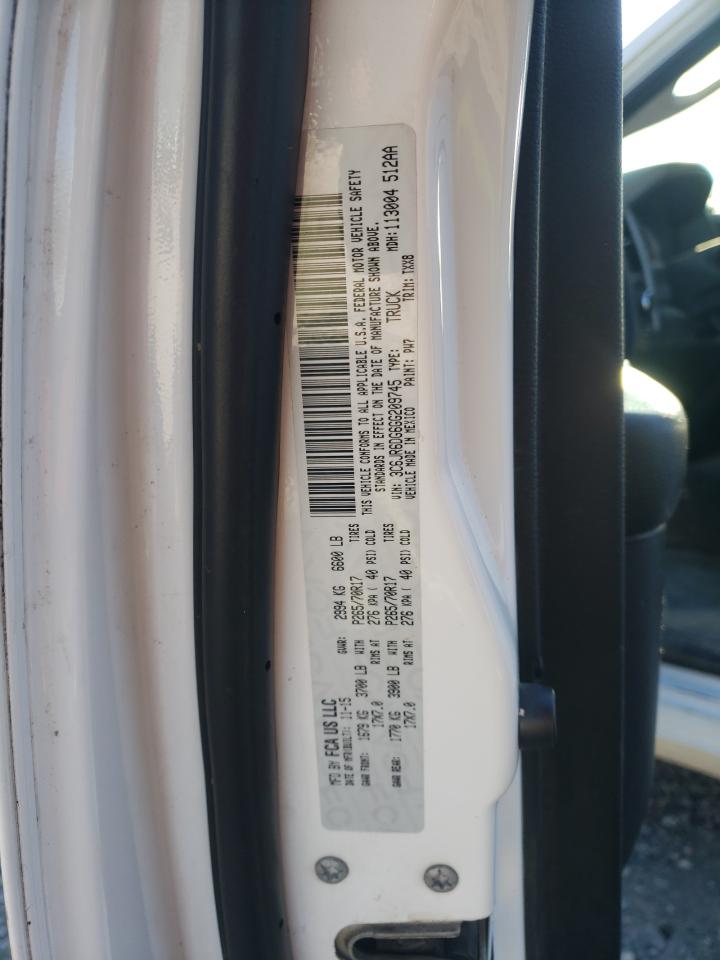 MFD BY FCA US LLC
DATE OF MFR(BUILT): 11-15 GVWR: 2994 KG 6600 LB
GAWR FRONT: 1679 KG 3700 LB WITH P265/70R17 TIRES
17X7.0 RIMS AT 276 KPA ( 40 PSI) COLD
GAWR REAR: 1770 KG 3900 LB WITH P265/70R17 TIRES
17X7.0 RIMS AT 276 KPA ( 40 PSI) COLD
THIS VEHICLE CONFORMS TO ALL APPLICABLE U.S.A. FEDERAL MOTOR VEHICLE SAFETY
STANDARDS IN EFFECT ON THE DATE OF MANUFACTURE SHOWN ABOVE.
VIN: 3C6JR6DG6GG209745 TYPE: TRUCK MDH:113004 512AA
VEHICLE MADE IN MEXICO PAINT: PW7 TRIM: TXX8